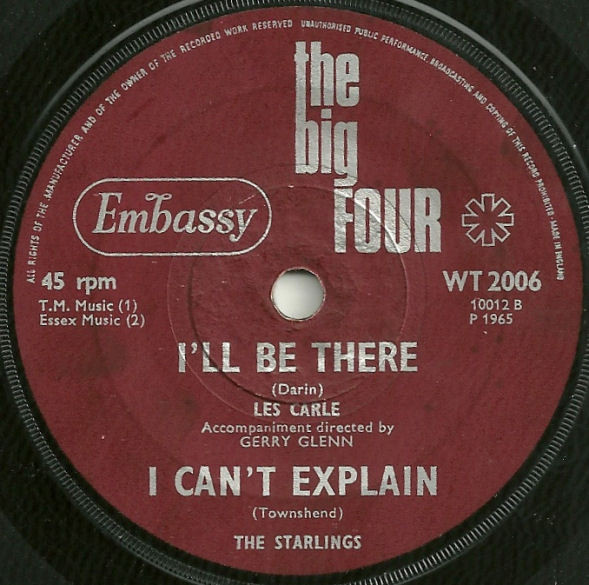 ALL RIGHTS OF THE MANUFACTURER AND OF THE OWNER OF THE RECORDED WORK RESERVED UNAUTHORISED PUBLIC PERFORMANCE, BROADCASTING AND COPYING OF THIS RECORD PROHIBITED · MADE IN ENGLAND
the
big
FOUR
Embassy
45 rpm
WT 2006
T.M. Music (1)
10012 B
Essex Music (2)
P 1965
I'LL BE THERE
(Darin)
LES CARLE
Accompaniment directed by
GERRY GLENN
I CAN'T EXPLAIN
(Townshend)
THE STARLINGS